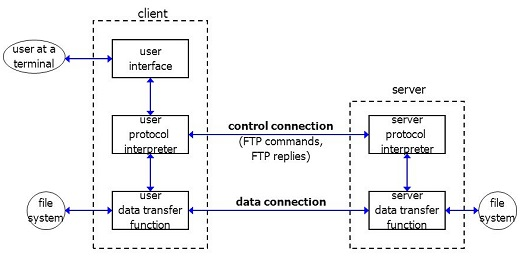 client
user at a
terminal
user
interface
server
user
protocol
interpreter
control connection
(FTP commands,
FTP replies)
server
protocol
interpreter
file
system
user
data transfer
function
data connection
server
data transfer
function
file
system